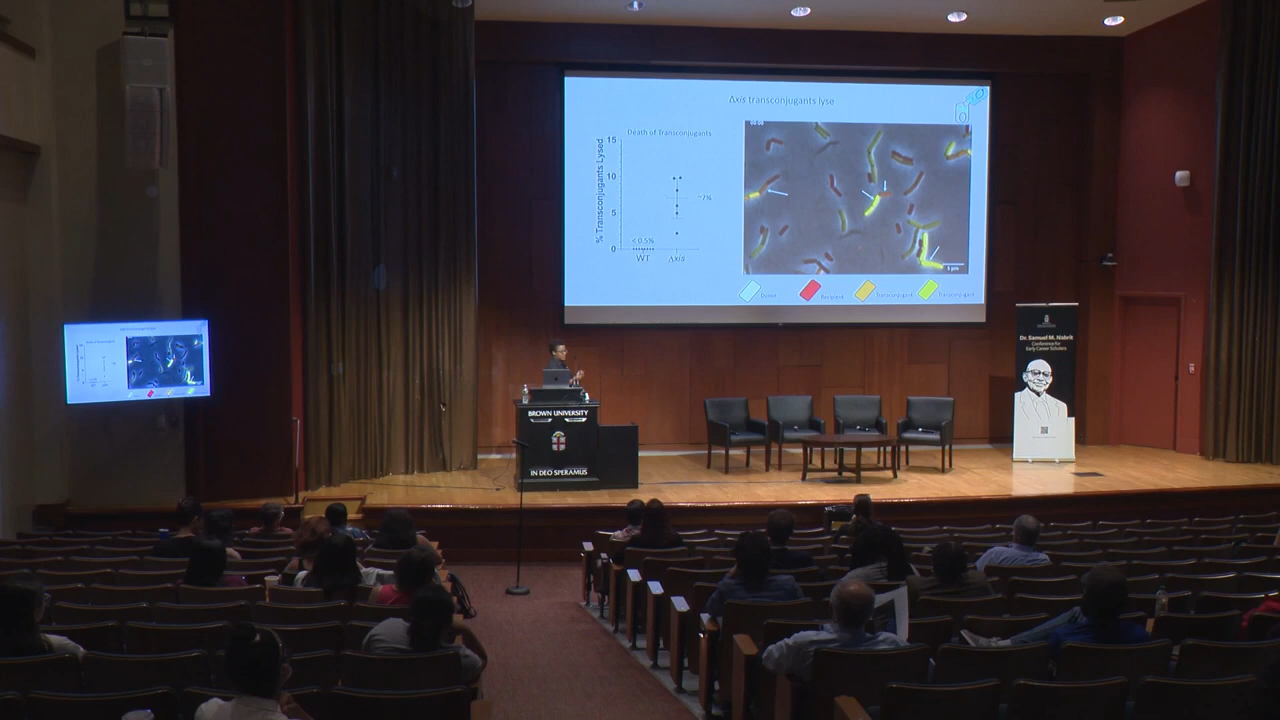 Δxis transconjugants lyse
Death of Transconjugants
% Transconjugants Lysed
15
10
5
0
~7%
< 0.5%
WT
Δxis
5 μm
Donor
Recipient
Transconjugant
Transconjugant
BROWN UNIVERSITY
IN DEO SPERAMUS
Dr. Samuel M. Nabrit
Conference for
Early Career Scholars